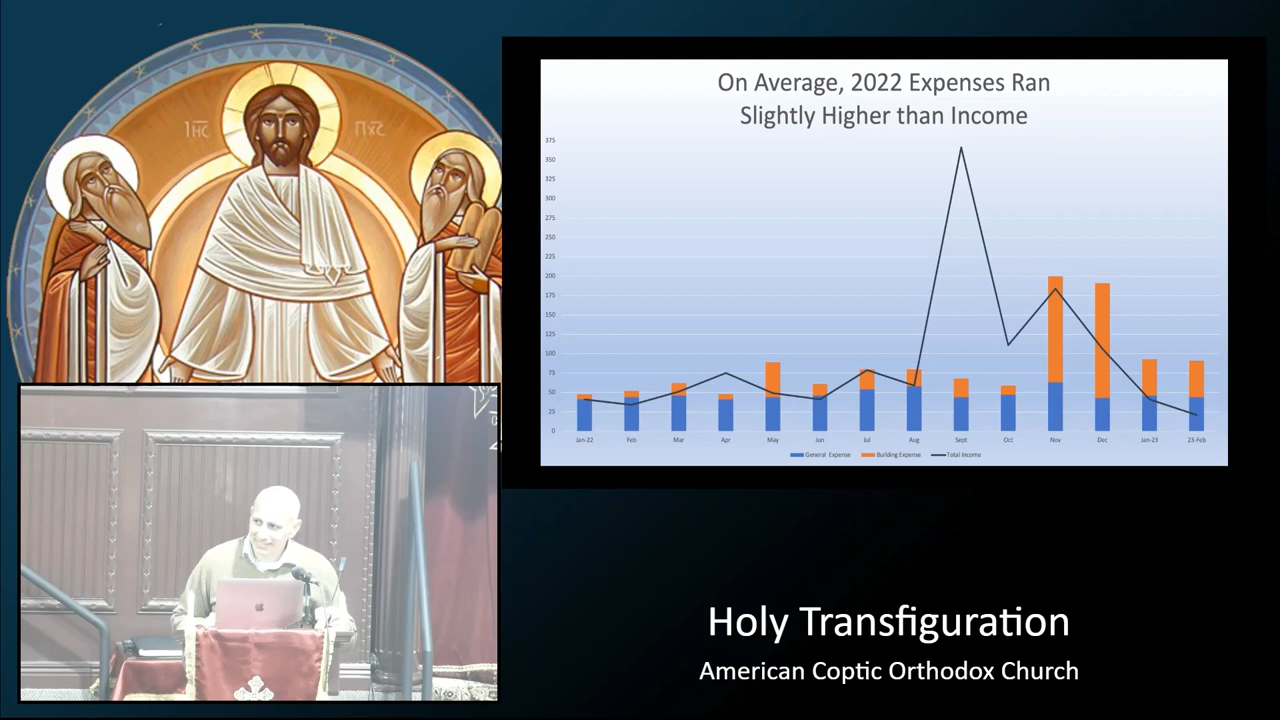 ΙΗ̅C̅
ΠΧ̅C̅
On Average, 2022 Expenses Ran
Slightly Higher than Income
375
350
325
300
275
250
225
200
175
150
125
100
75
50
25
0
Jan-22 Feb Mar Apr May Jun Jul Aug Sept Oct Nov Dec Jan-23 23-Feb
General Expense Building Expense Total Income
Holy Transfiguration
American Coptic Orthodox Church